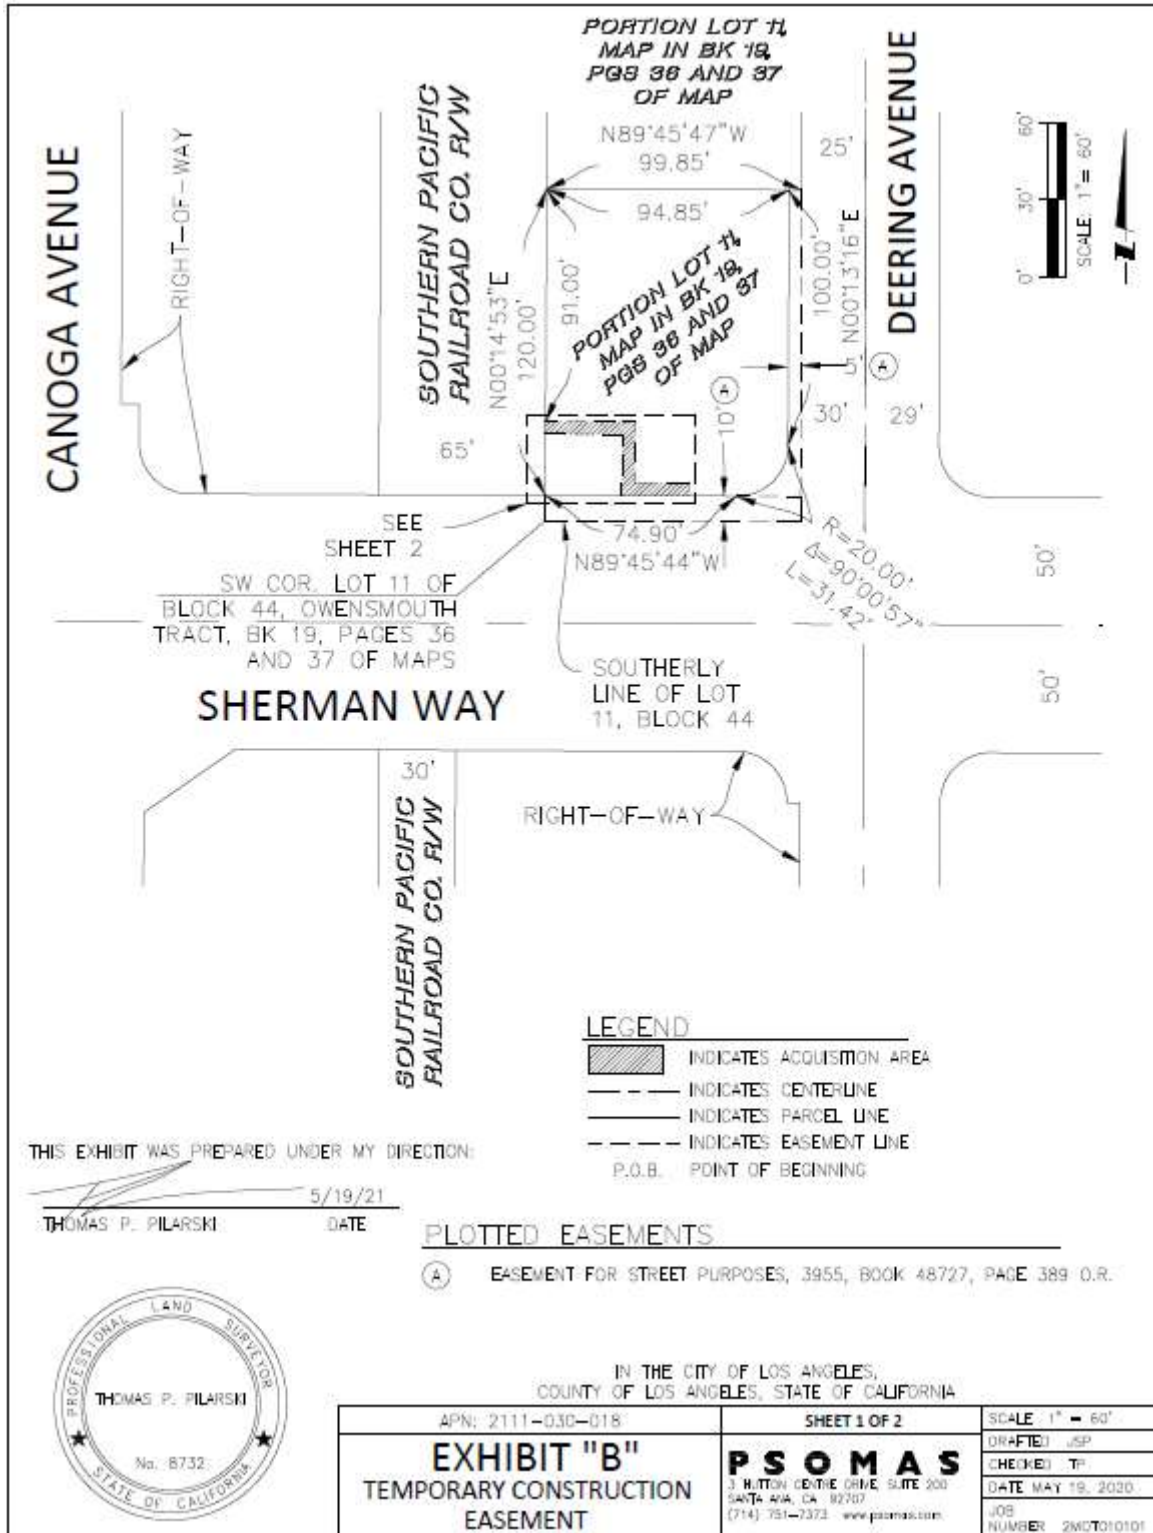 PORTION LOT 11,
MAP IN BK 19,
PGS 36 AND 37
OF MAP
DEERING AVENUE
CANOGA AVENUE
RIGHT-OF-WAY
SOUTHERN PACIFIC
RAILROAD CO. R/W
N89°45'47"W
99.85'
94.85'
25'
60'
30'
0'
SCALE: 1"= 60'
N00°14'53"E
120.00'
91.00'
PORTION LOT 11,
MAP IN BK 19,
PGS 36 AND 37
OF MAP
100.00'
N00°13'16"E
5'
A
10'
A
30'
29'
65'
SEE
SHEET 2
74.90'
N89°45'44"W
R=20.00'
Δ=90°00'57"
L=31.42'
50'
SW COR. LOT 11 OF
BLOCK 44, OWENSMOUTH
TRACT, BK 19, PAGES 36
AND 37 OF MAPS
SHERMAN WAY
SOUTHERLY
LINE OF LOT
11, BLOCK 44
50'
30'
SOUTHERN PACIFIC
RAILROAD CO. R/W
RIGHT-OF-WAY
LEGEND
INDICATES ACQUISITION AREA
INDICATES CENTERLINE
INDICATES PARCEL LINE
INDICATES EASEMENT LINE
P.O.B. POINT OF BEGINNING
THIS EXHIBIT WAS PREPARED UNDER MY DIRECTION:
5/19/21
THOMAS P. PILARSKI DATE
PLOTTED EASEMENTS
A EASEMENT FOR STREET PURPOSES, 3955, BOOK 48727, PAGE 389 O.R.
PROFESSIONAL LAND SURVEYOR
THOMAS P. PILARSKI
No. 8732
STATE OF CALIFORNIA
IN THE CITY OF LOS ANGELES,
COUNTY OF LOS ANGELES, STATE OF CALIFORNIA
APN: 2111-030-018
EXHIBIT "B"
TEMPORARY CONSTRUCTION
EASEMENT
SHEET 1 OF 2
PSOMAS
3 HUTTON CENTRE DRIVE, SUITE 200
SANTA ANA, CA 92707
(714) 751-7373 www.psomas.com
SCALE 1" = 60'
DRAFTED JSP
CHECKED TP
DATE MAY 19, 2020
JOB
NUMBER 2MDT010101